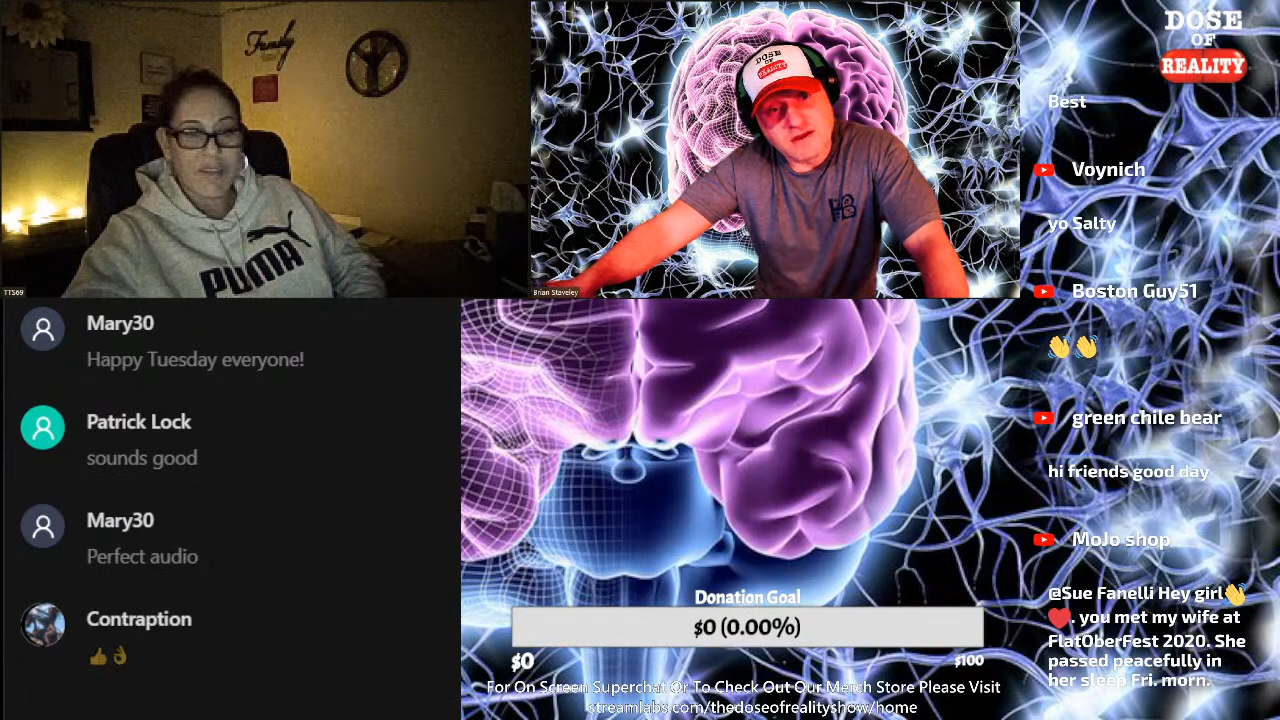 Family
PUMA
TTS69
DOSE
OF
REALITY
Brian Staveley
DOSE
OF
REALITY
Best
Voynich
yo Salty
Boston Guy51
👋👋
green chile bear
hi friends good day
MoJo shop
@Sue Fanelli Hey girl👋
❤️. you met my wife at
FlatOberFest 2020. She
passed peacefully in
her sleep Fri. morn.
Mary30
Happy Tuesday everyone!
Patrick Lock
sounds good
Mary30
Perfect audio
Contraption
👍👌
Donation Goal
$0 (0.00%)
$0
$100
For On Screen Superchat Or To Check Out Our Merch Store Please Visit
streamlabs.com/thedoseofrealityshow/home